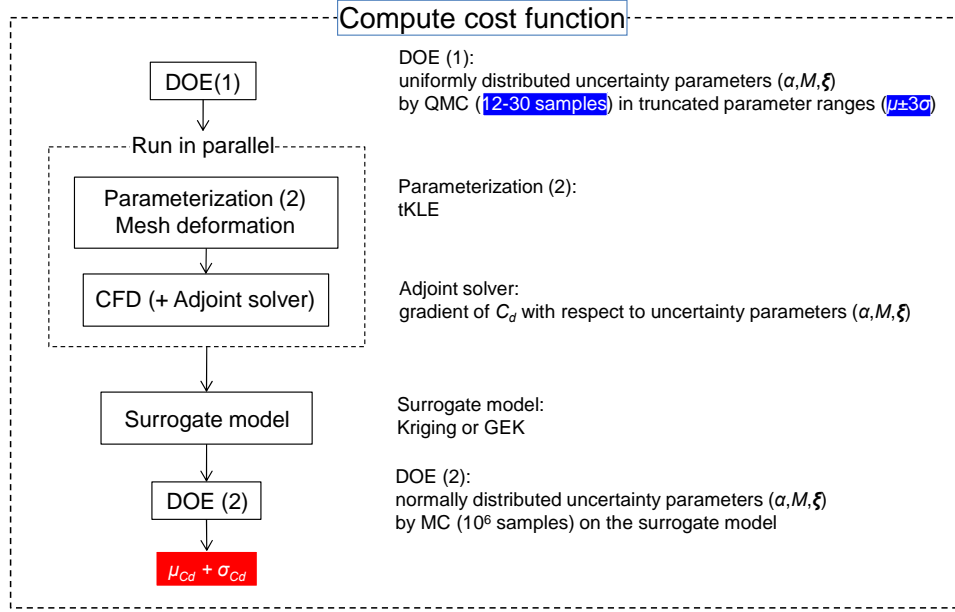 Compute cost function
DOE(1)
DOE (1):
uniformly distributed uncertainty parameters (α,M,ξ)
by QMC (12-30 samples) in truncated parameter ranges (μ±3σ)
Run in parallel
Parameterization (2)
Mesh deformation
Parameterization (2):
tKLE
CFD (+ Adjoint solver)
Adjoint solver:
gradient of Cd with respect to uncertainty parameters (α,M,ξ)
Surrogate model
Surrogate model:
Kriging or GEK
DOE (2)
DOE (2):
normally distributed uncertainty parameters (α,M,ξ)
by MC (10⁶ samples) on the surrogate model
μCd + σCd